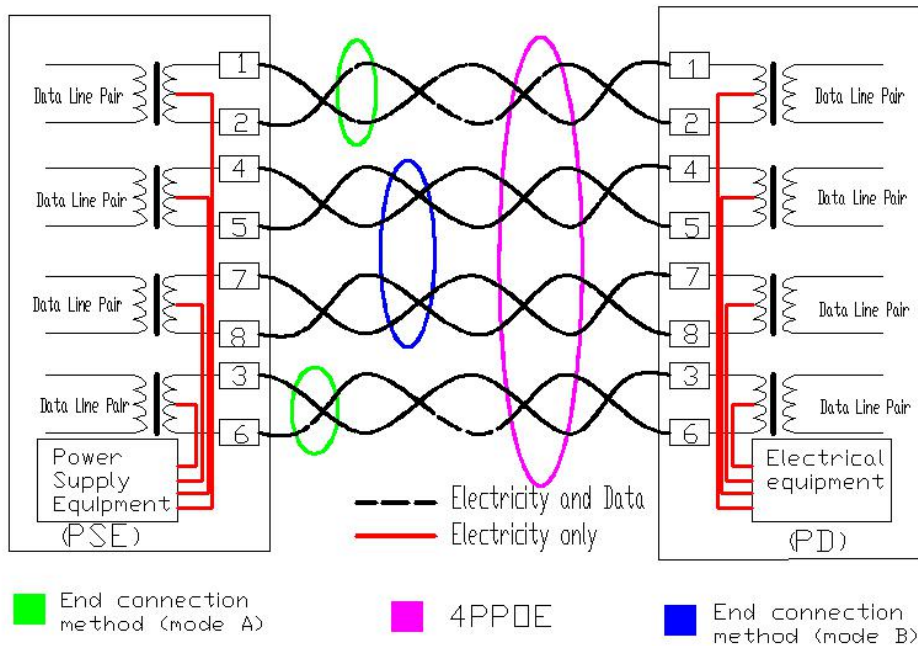 1
Data Line Pair
2
4
Data Line Pair
5
7
Data Line Pair
8
3
Data Line Pair
6
Power
Supply
Equipment
(PSE)
1
Data Line Pair
2
4
Data Line Pair
5
7
Data Line Pair
8
3
Data Line Pair
6
Electrical
equipment
(PD)
Electricity and Data
Electricity only
End connection
method (mode A)
4PPOE
End connection
method (mode B)